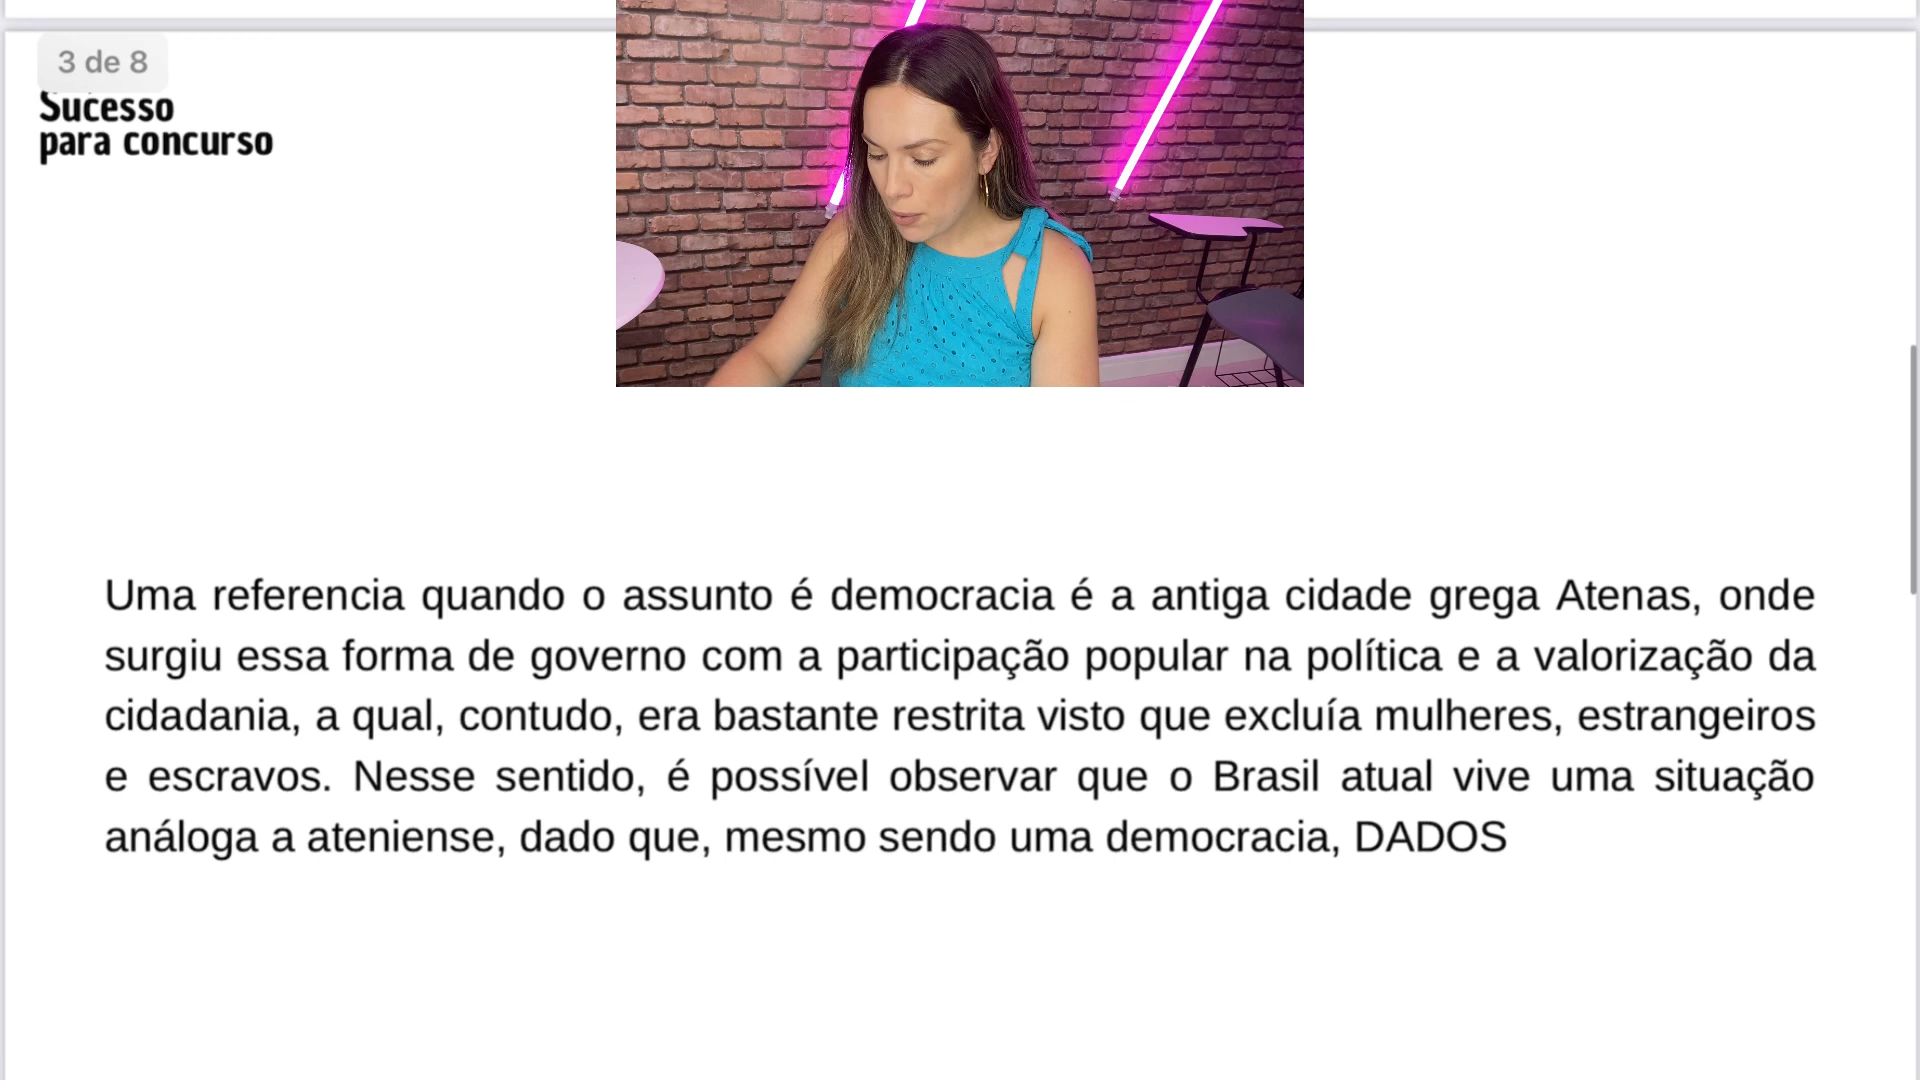 3 de 8
Sucesso
para concurso
Uma referencia quando o assunto é democracia é a antiga cidade grega Atenas, onde
surgiu essa forma de governo com a participação popular na política e a valorização da
cidadania, a qual, contudo, era bastante restrita visto que excluía mulheres, estrangeiros
e escravos. Nesse sentido, é possível observar que o Brasil atual vive uma situação
análoga a ateniense, dado que, mesmo sendo uma democracia, DADOS